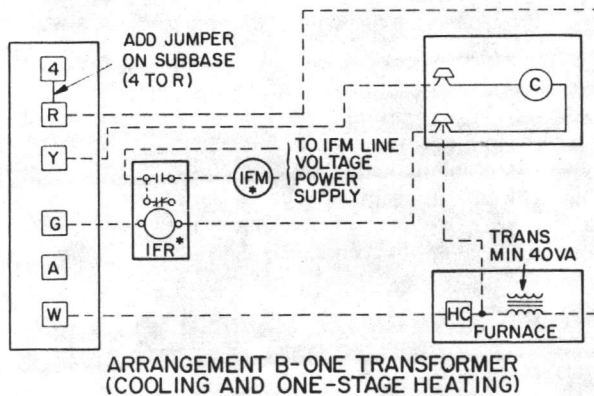 4
ADD JUMPER
ON SUBBASE
(4 TO R)
R
Y
C
TO IFM LINE
VOLTAGE
POWER
SUPPLY
IFM
*
G
IFR*
A
TRANS
MIN 40VA
W
HC
FURNACE
ARRANGEMENT B-ONE TRANSFORMER
(COOLING AND ONE-STAGE HEATING)